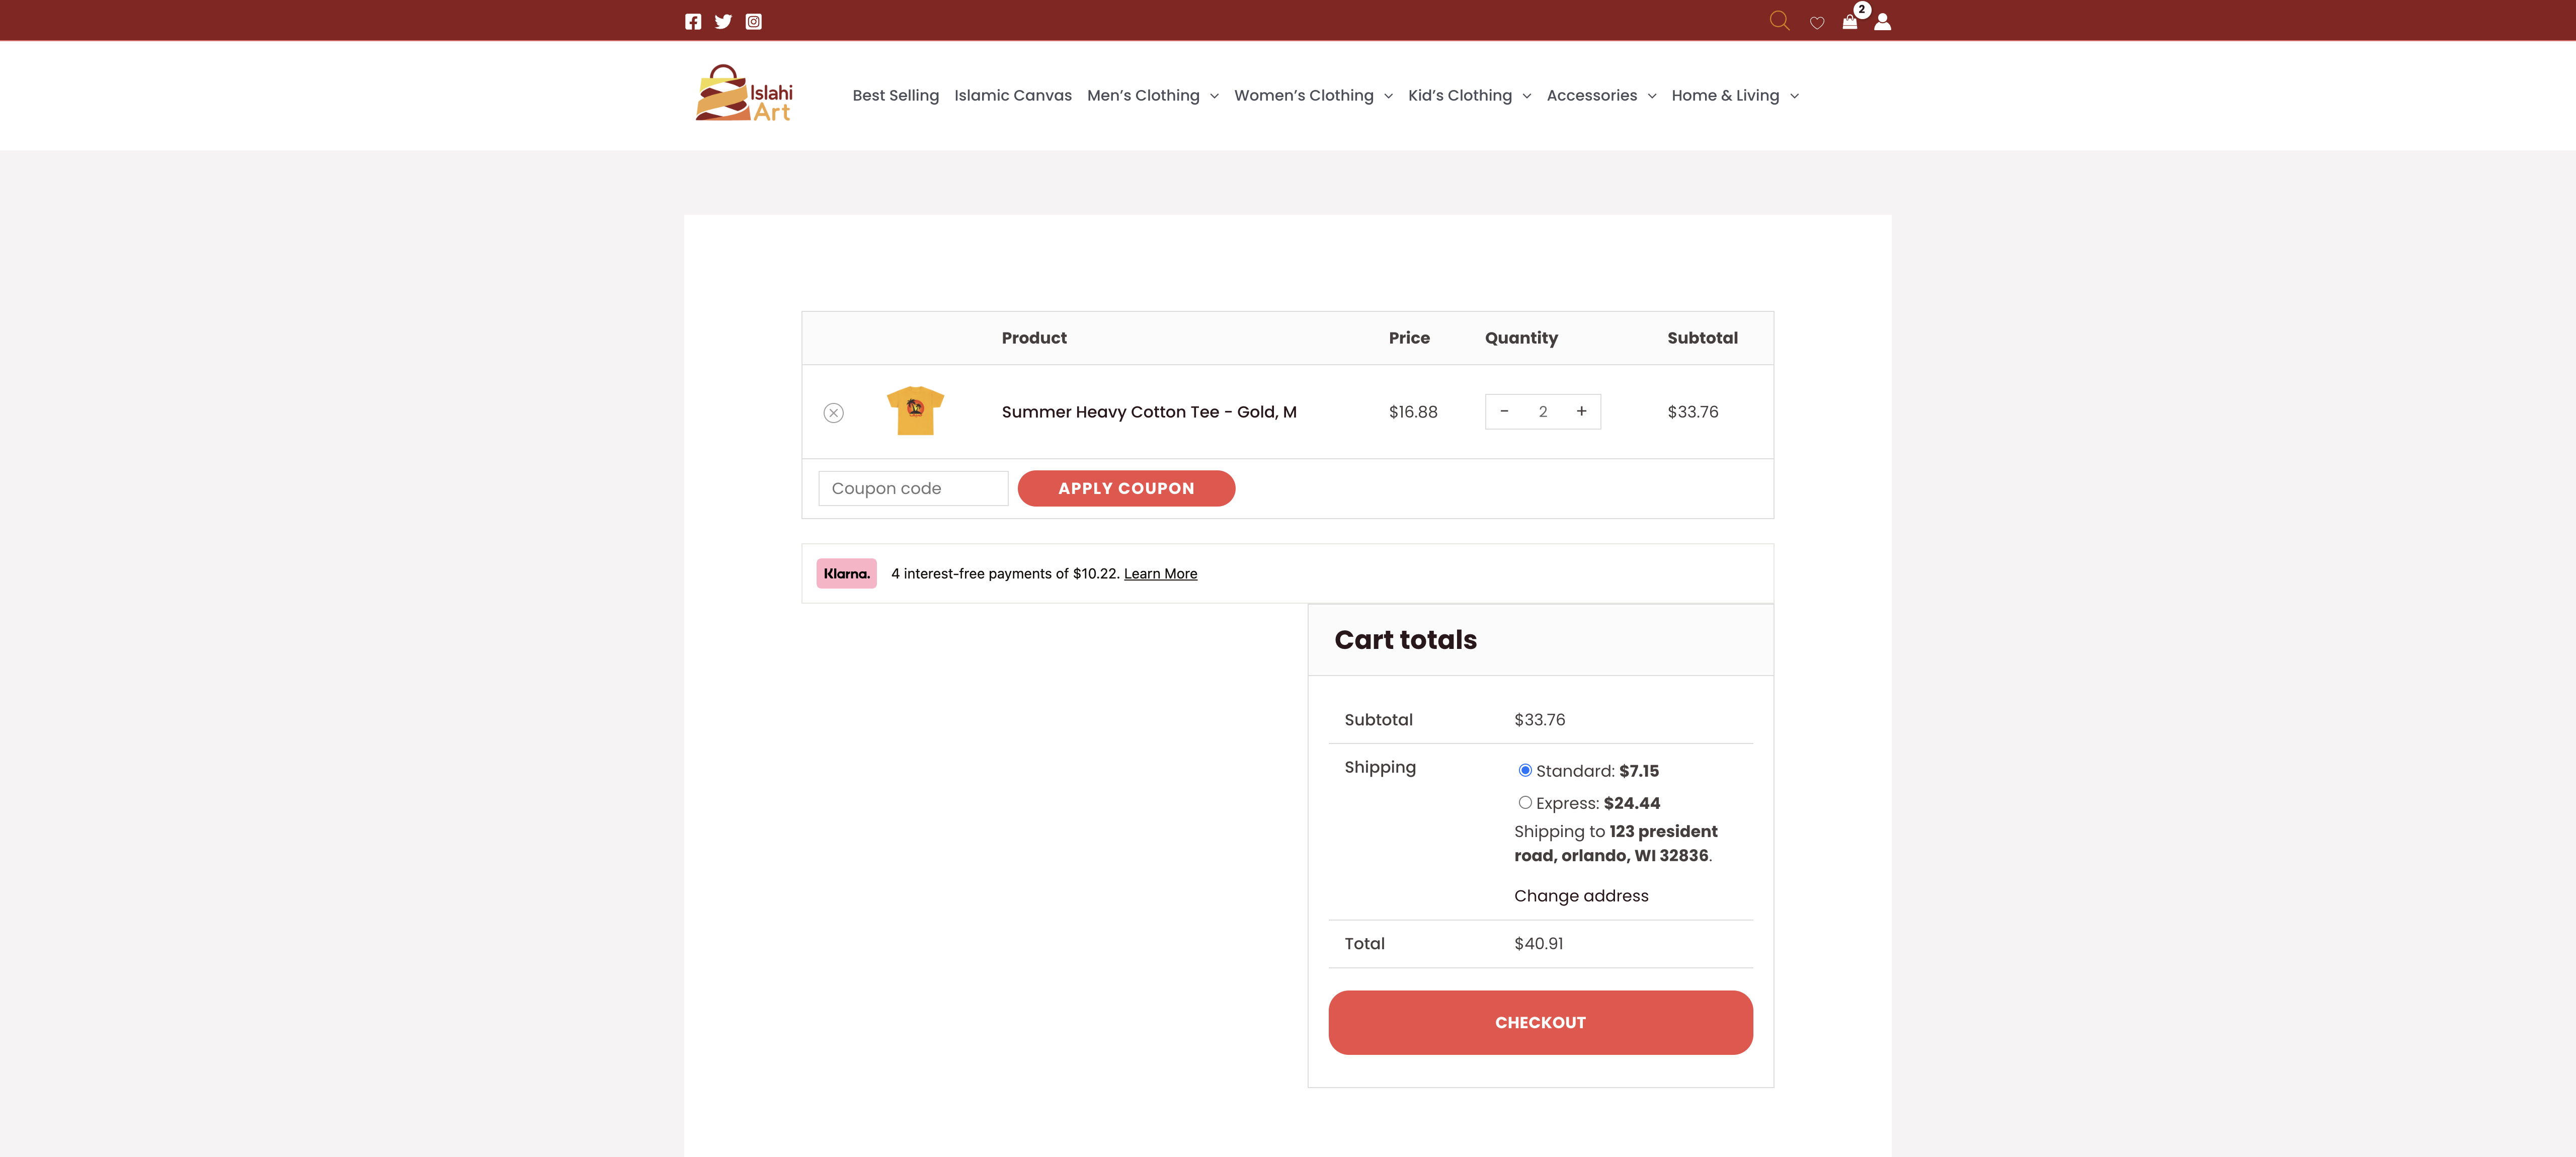 2
Islahi
Art
Best Selling Islamic Canvas Men’s Clothing Women’s Clothing Kid’s Clothing Accessories Home & Living
Product Price Quantity Subtotal
Summer Heavy Cotton Tee - Gold, M $16.88 - 2 + $33.76
Coupon code APPLY COUPON
Klarna. 4 interest-free payments of $10.22. Learn More
Cart totals
Subtotal $33.76
Shipping Standard: $7.15
Express: $24.44
Shipping to 123 president
road, orlando, WI 32836.
Change address
Total $40.91
CHECKOUT